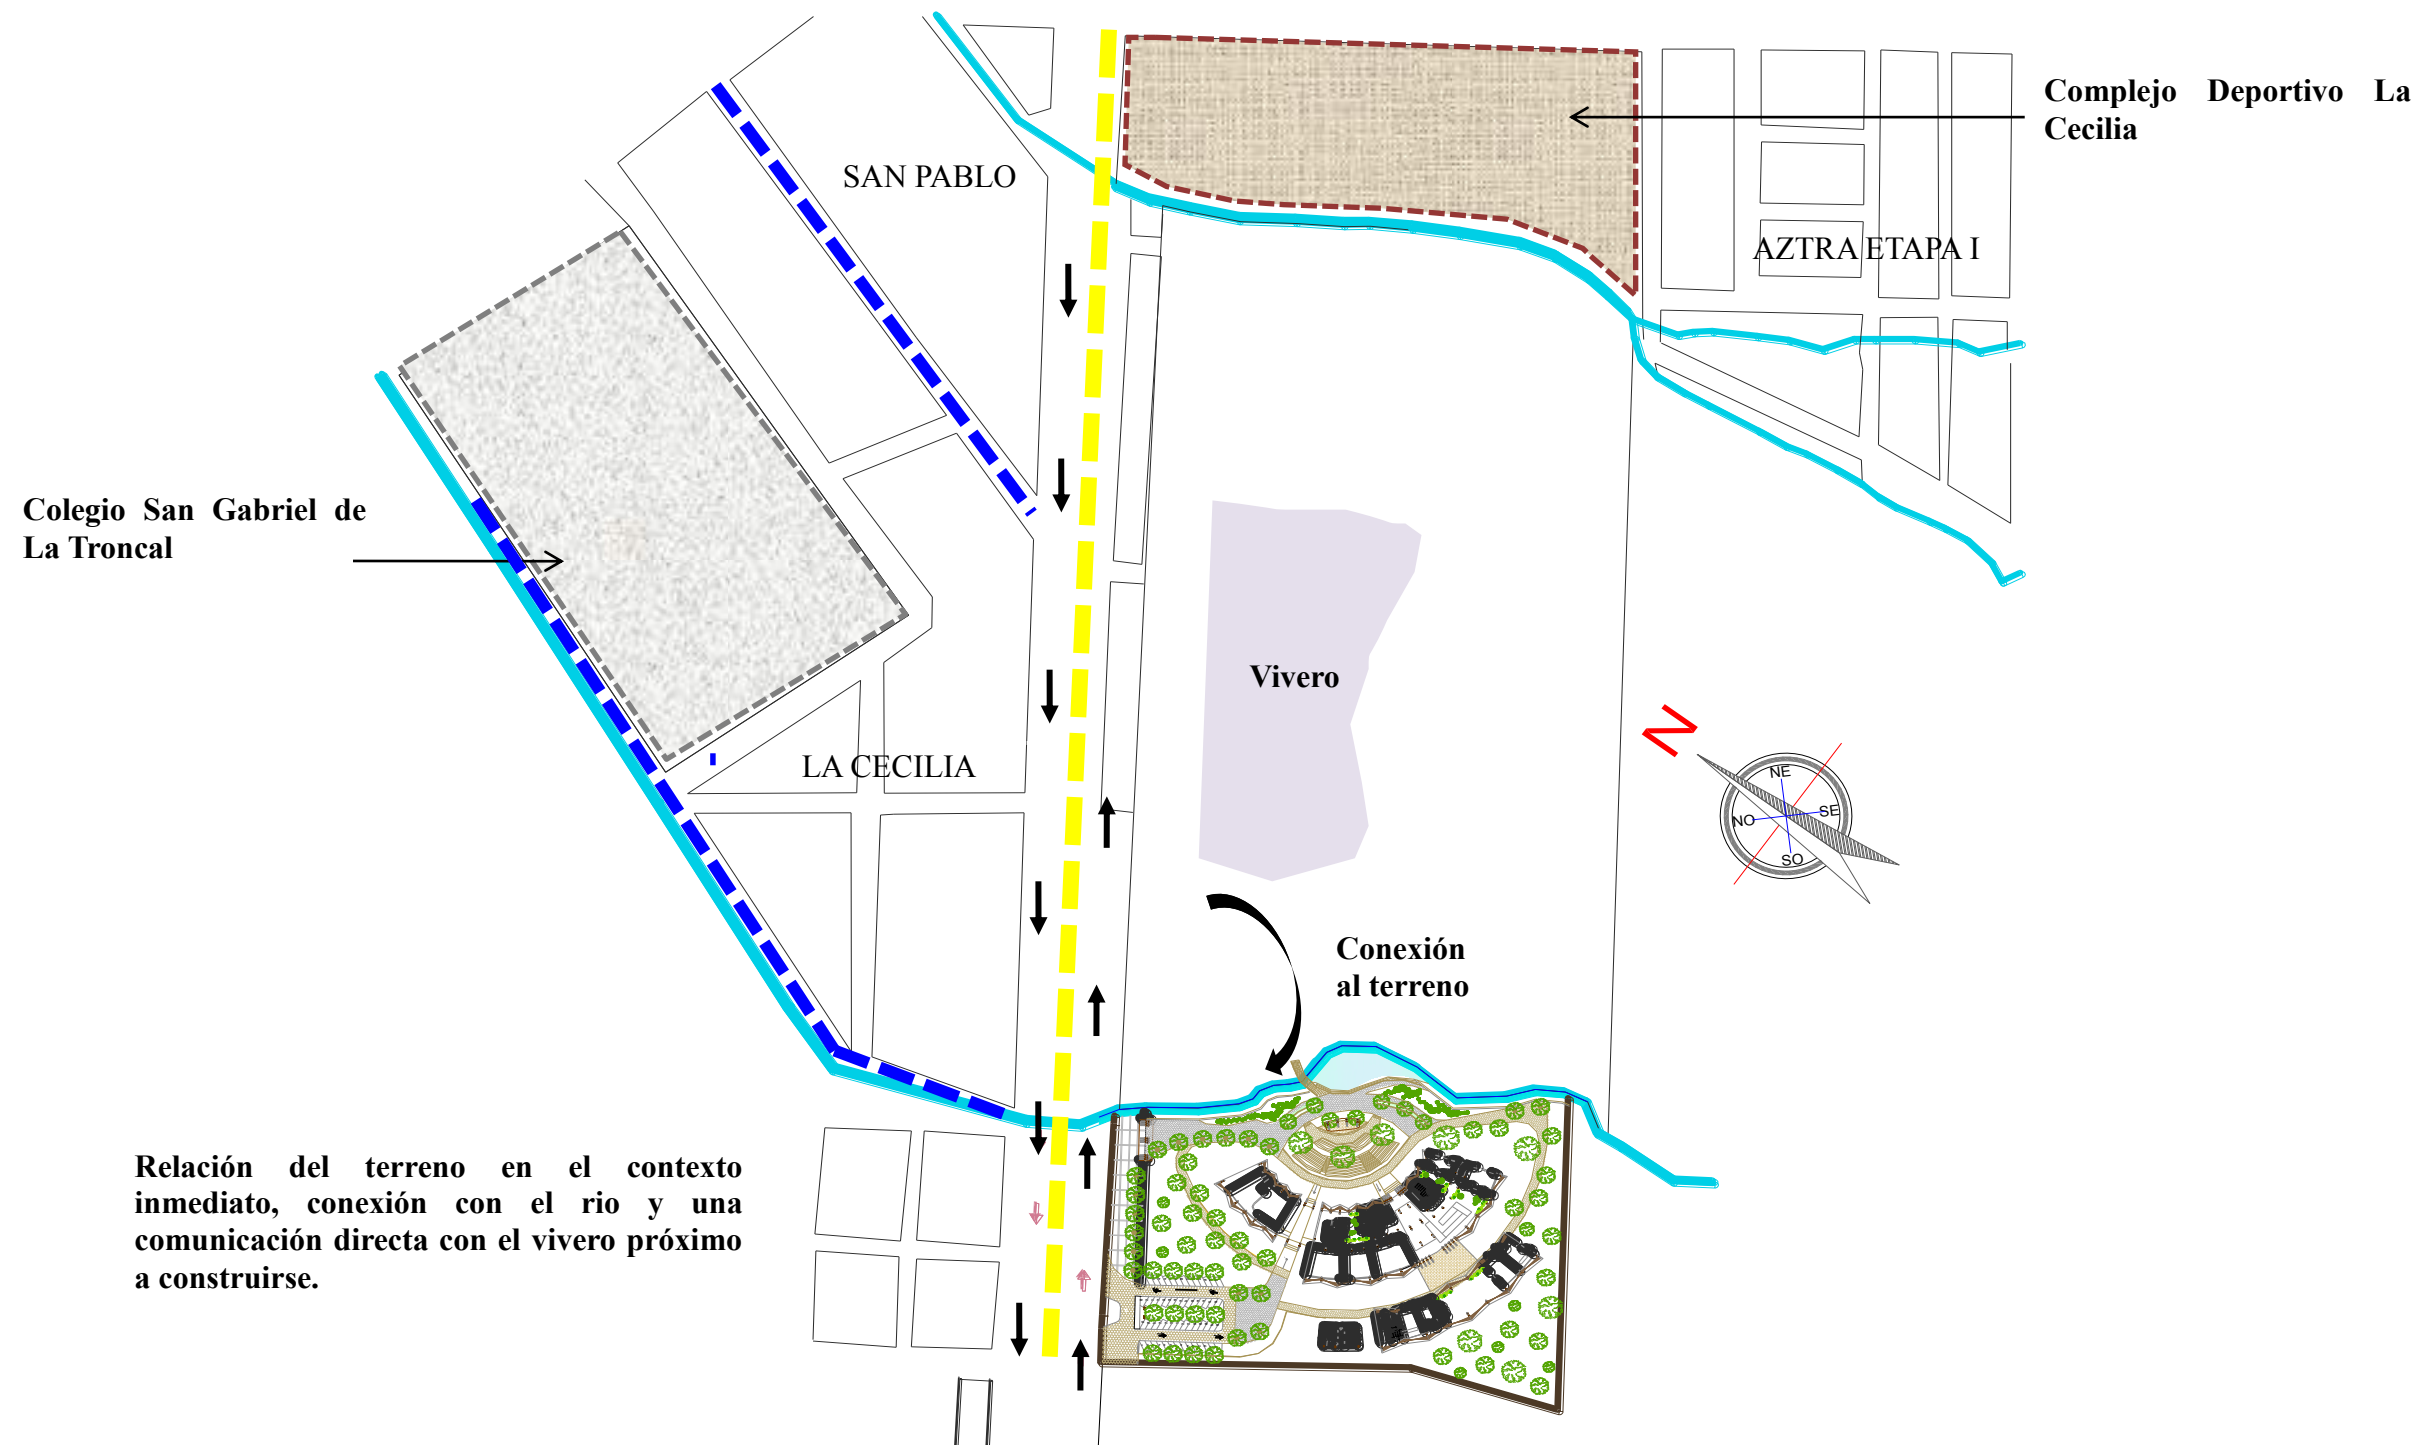 Complejo Deportivo La
Cecilia
SAN PABLO
AZTRA ETAPA I
Colegio San Gabriel de
La Troncal
Vivero
N
LA CECILIA
NE
NO
SE
SO
Conexión
al terreno
Relación del terreno en el contexto
inmediato, conexión con el rio y una
comunicación directa con el vivero próximo
a construirse.